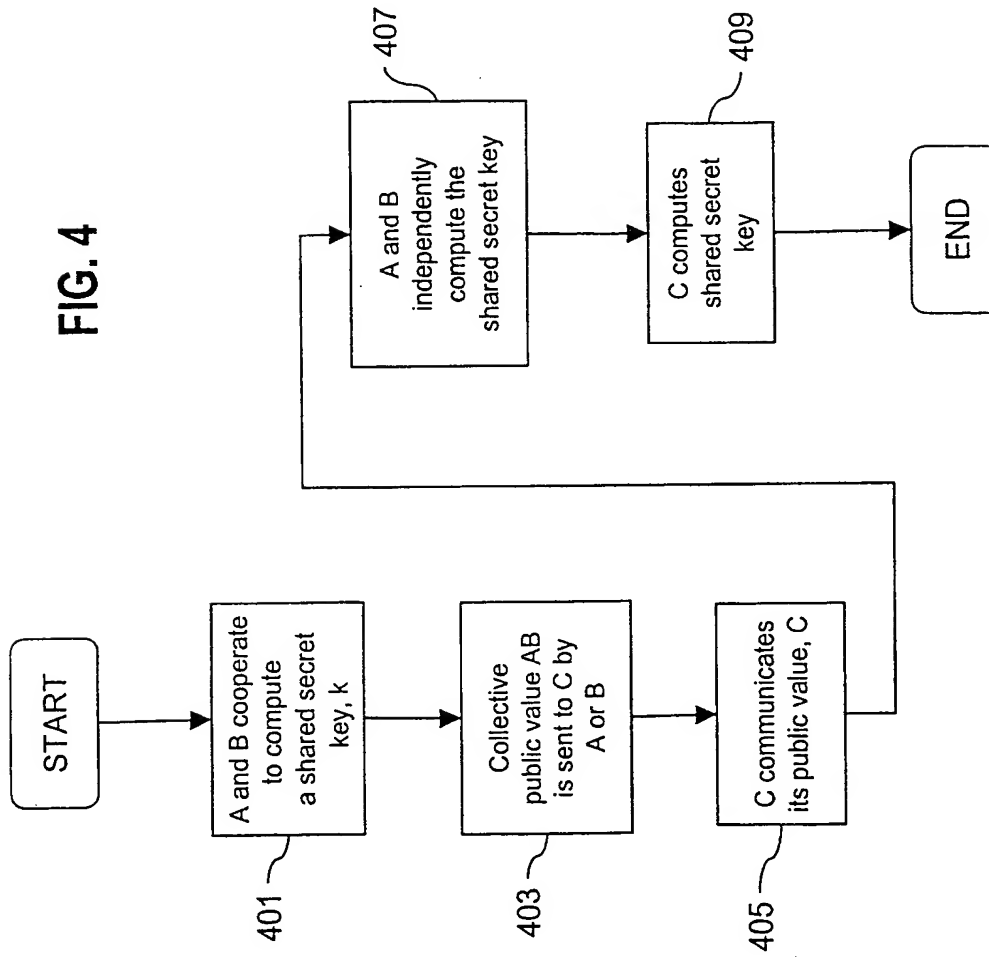 FIG. 4
START
A and B cooperate
to compute
a shared secret
key, k
401
Collective
public value AB
is sent to C by
A or B
403
C communicates
its public value, C
405
A and B
independently
compute the
shared secret key
407
C computes
shared secret
key
409
END